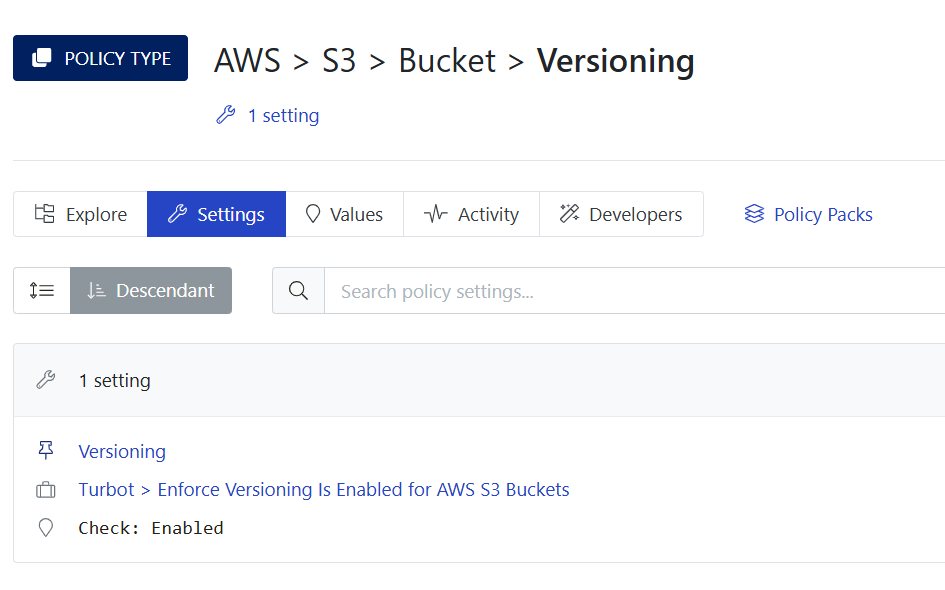 POLICY TYPE
AWS > S3 > Bucket > Versioning
1 setting
Explore
Settings
Values
Activity
Developers
Policy Packs
Descendant
Search policy settings...
1 setting
Versioning
Turbot > Enforce Versioning Is Enabled for AWS S3 Buckets
Check: Enabled